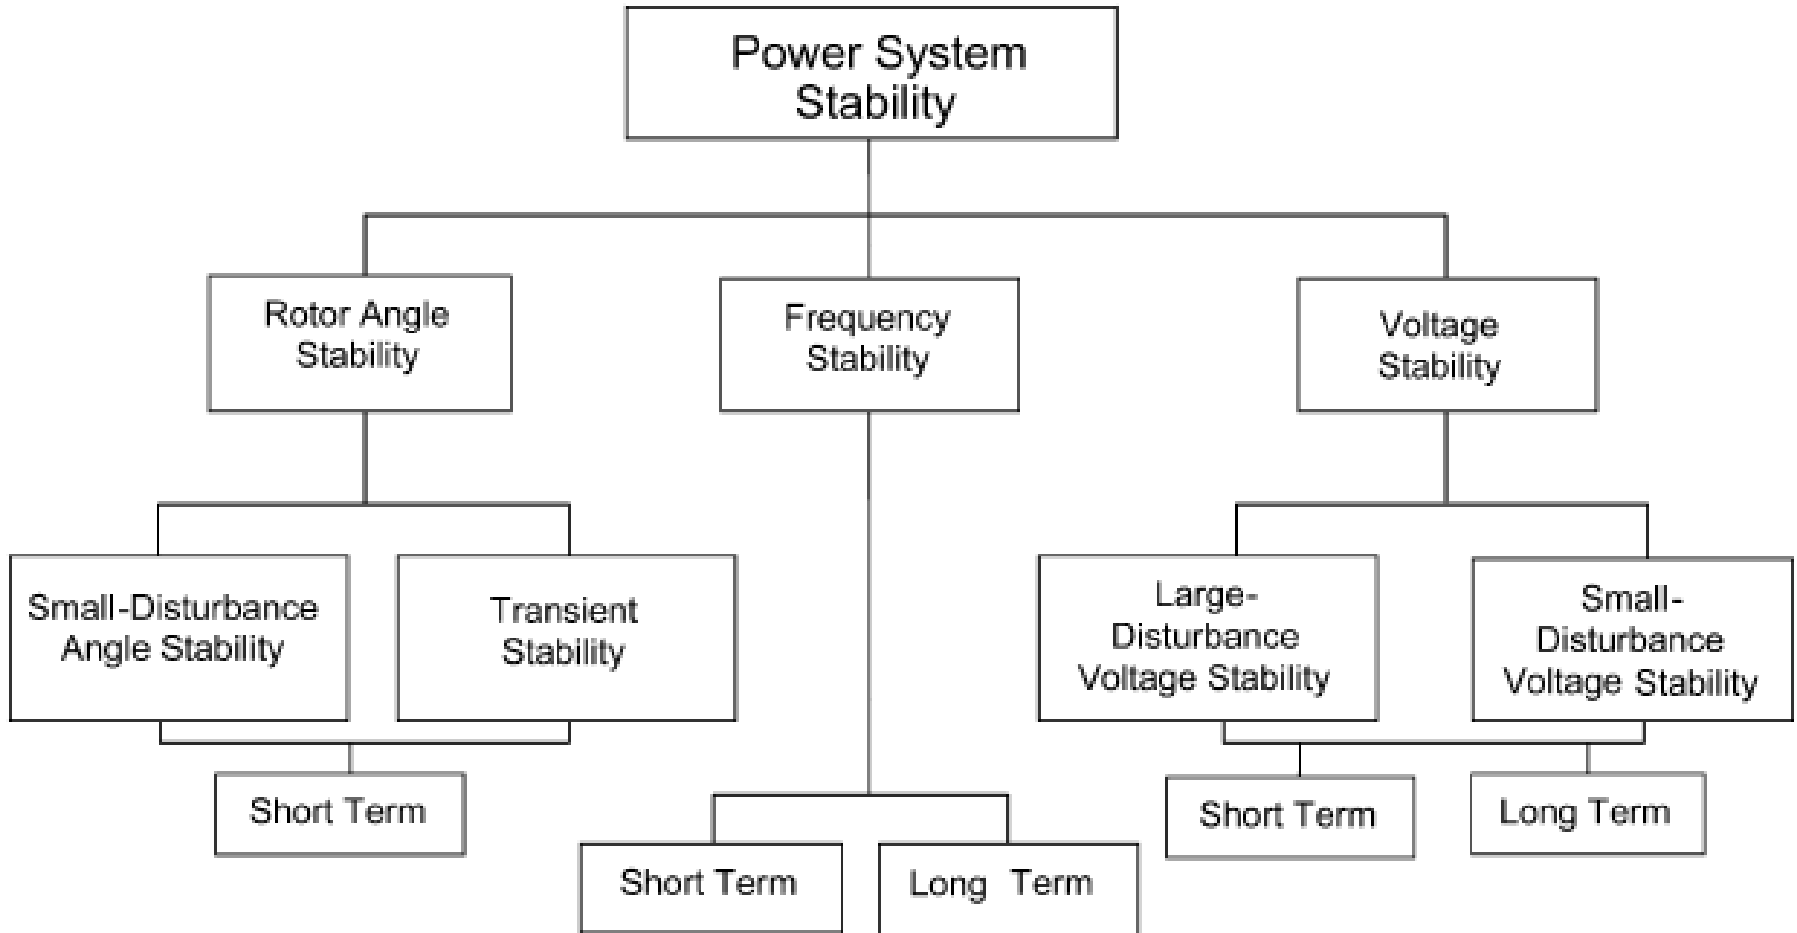 Power System
Stability
Rotor Angle
Stability
Frequency
Stability
Voltage
Stability
Small-Disturbance
Angle Stability
Transient
Stability
Large-
Disturbance
Voltage Stability
Small-
Disturbance
Voltage Stability
Short Term
Short Term
Long Term
Short Term
Long Term